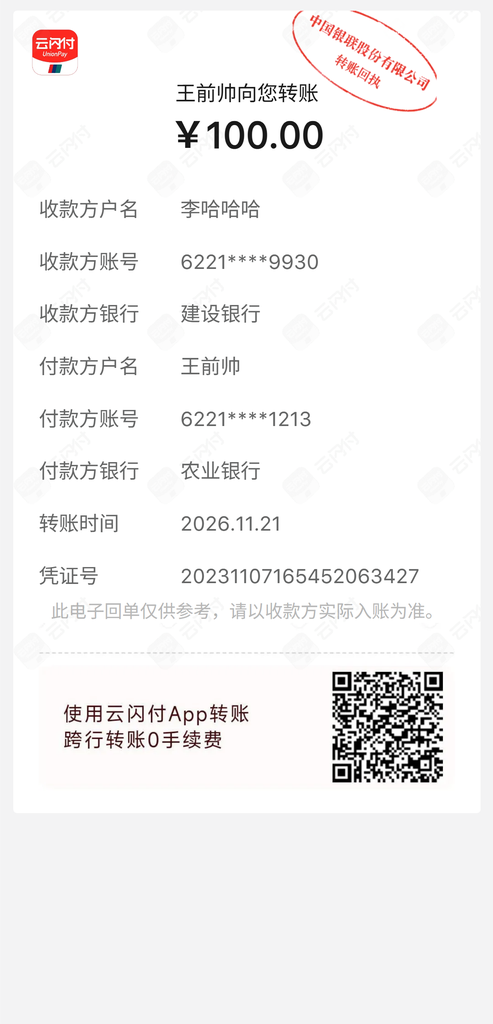 云闪付
UnionPay
中国银联股份有限公司
转账回执
王前帅向您转账
￥100.00
收款方户名 李哈哈哈
收款方账号 6221****9930
收款方银行 建设银行
付款方户名 王前帅
付款方账号 6221****1213
付款方银行 农业银行
转账时间 2026.11.21
凭证号 20231107165452063427
此电子回单仅供参考，请以收款方实际入账为准。
使用云闪付App转账
跨行转账0手续费